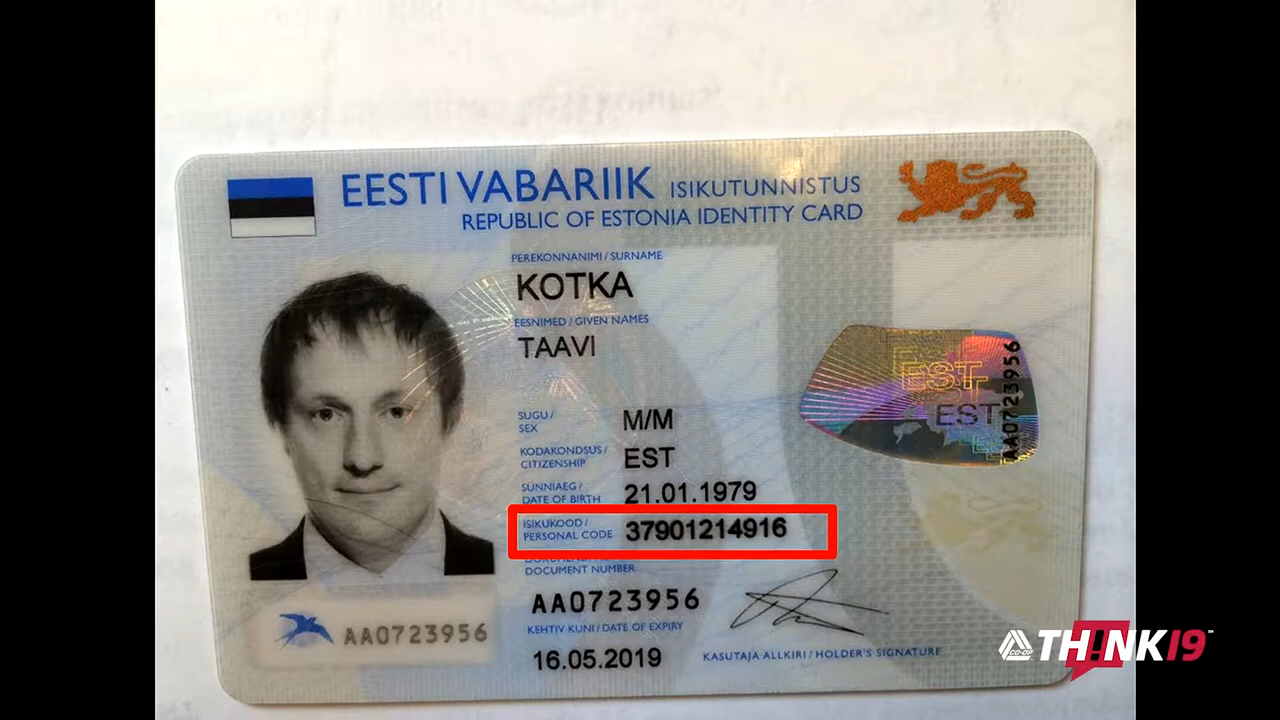 EESTI VABARIIK ISIKUTUNNISTUS
REPUBLIC OF ESTONIA IDENTITY CARD
PEREKONNANIMI / SURNAME
KOTKA
EESNIMED / GIVEN NAMES
TAAVI
SUGU / SEX M/M
KODAKONDSUS / CITIZENSHIP EST
SÜNNIAEG / DATE OF BIRTH 21.01.1979
ISIKUKOOD / PERSONAL CODE 37901214916
DOCUMENT NUMBER
AA0723956
KEHTIV KUNI / DATE OF EXPIRY
16.05.2019
KASUTAJA ALLKIRI / HOLDER'S SIGNATURE
AA0723956
EST
EST
AA0723956
CO-OP TH!NK19